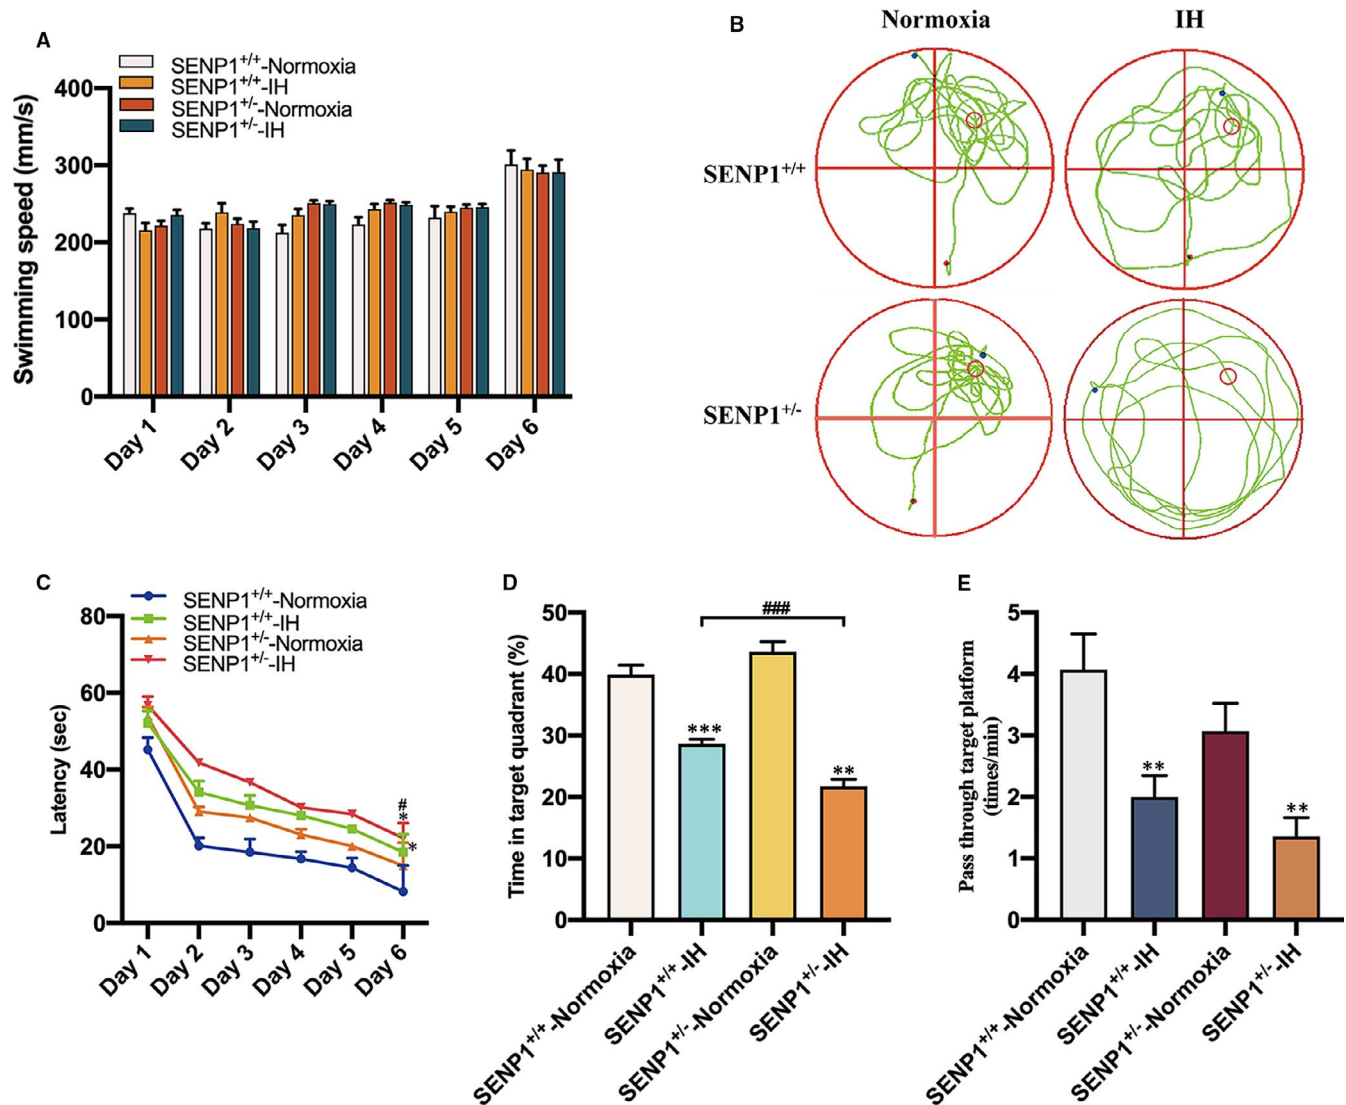 A
SENP1+/+-Normoxia
SENP1+/+-IH
SENP1+/--Normoxia
SENP1+/--IH
Swimming speed (mm/s)
400
300
200
100
0
Day 1
Day 2
Day 3
Day 4
Day 5
Day 6
B
Normoxia
IH
SENP1+/+
SENP1+/-
C
SENP1+/+-Normoxia
SENP1+/+-IH
SENP1+/--Normoxia
SENP1+/--IH
Latency (sec)
80
60
40
20
0
#
*
*
Day 1
Day 2
Day 3
Day 4
Day 5
Day 6
D
Time in target quadrant (%)
50
40
30
20
10
0
###
***
**
SENP1+/+-Normoxia
SENP1+/+-IH
SENP1+/--Normoxia
SENP1+/--IH
E
Pass through target platform
(times/min)
5
4
3
2
1
0
**
**
SENP1+/+-Normoxia
SENP1+/+-IH
SENP1+/--Normoxia
SENP1+/--IH